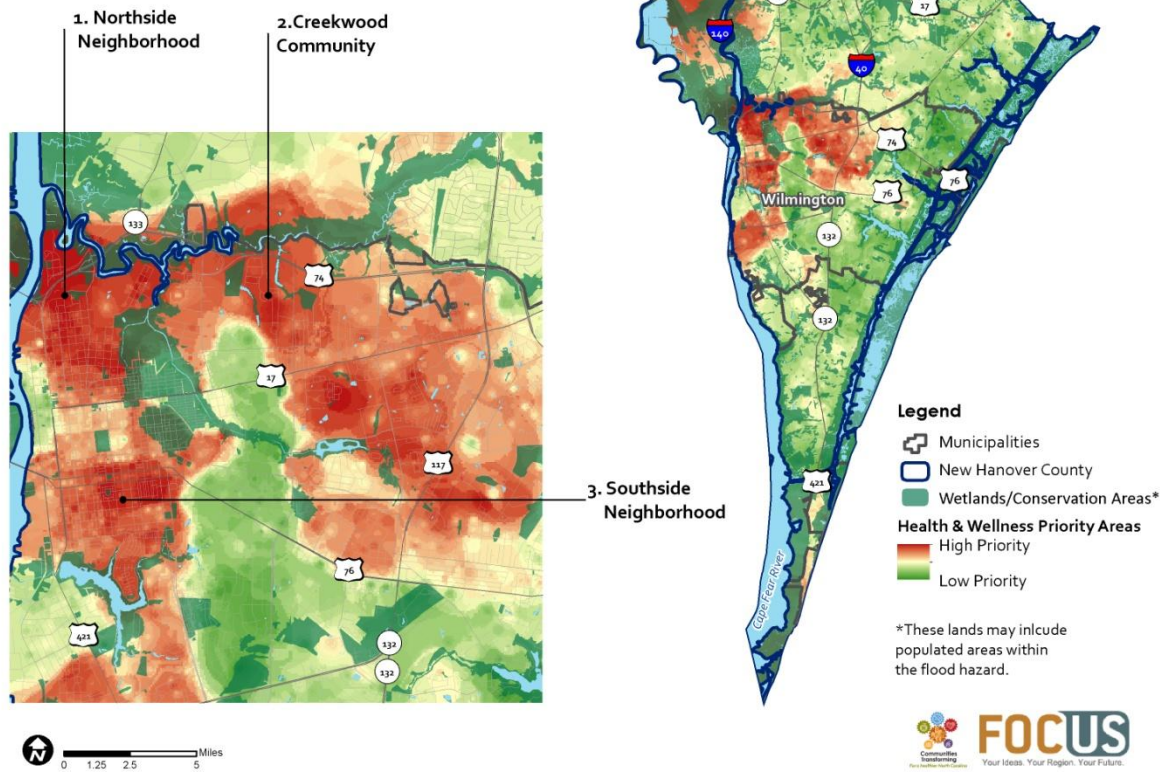 1. Northside
Neighborhood
2.Creekwood
Community
133
74
17
117
76
421
132
132
3. Southside
Neighborhood
0 1.25 2.5 5
Miles
N
17
140
40
74
76
76
Wilmington
132
132
421
Cape Fear River
Legend
Municipalities
New Hanover County
Wetlands/Conservation Areas*
Health & Wellness Priority Areas
High Priority
Low Priority
*These lands may inlcude
populated areas within
the flood hazard.
Communities
Transforming
FOCUS
Your Ideas. Your Region. Your Future.